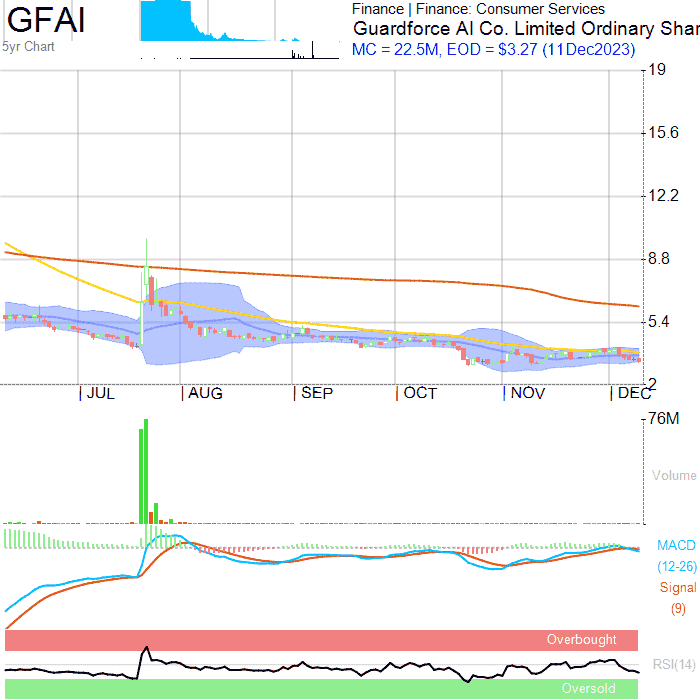 GFAI
5yr Chart
Finance | Finance: Consumer Services
Guardforce AI Co. Limited Ordinary Shar
MC = 22.5M, EOD = $3.27 (11Dec2023)
19
15.6
12.2
8.8
5.4
2
| JUL | AUG | SEP | OCT | NOV | DEC
76M
Volume
MACD
(12-26)
Signal
(9)
Overbought
RSI(14)
Oversold